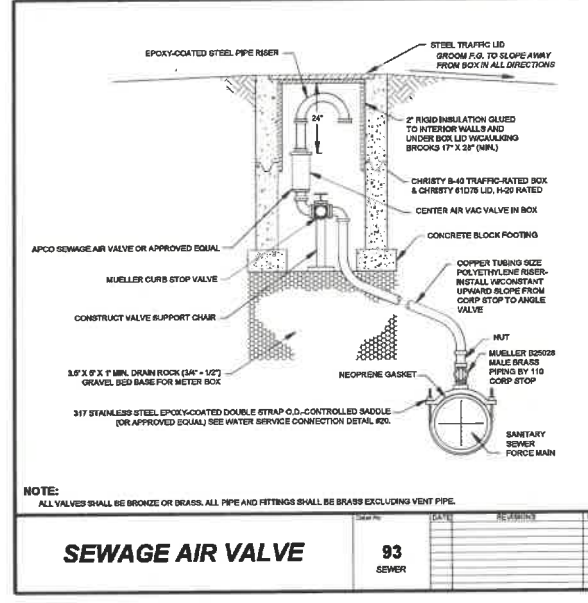 EPOXY-COATED STEEL PIPE RISER
STEEL TRAFFIC LID
GROOM F.G. TO SLOPE AWAY
FROM BOX IN ALL DIRECTIONS
24"
2" RIGID INSULATION GLUED
TO INTERIOR WALLS AND
UNDER BOX LID W/CAULKING
BROOKS 17" X 28" (MIN.)
CHRISTY B-40 TRAFFIC-RATED BOX
& CHRISTY 61D75 LID, H-20 RATED
CENTER AIR VAC VALVE IN BOX
APCO SEWAGE AIR VALVE OR APPROVED EQUAL
CONCRETE BLOCK FOOTING
MUELLER CURB STOP VALVE
COPPER TUBING SIZE
POLYETHYLENE RISER-
INSTALL W/CONSTANT
UPWARD SLOPE FROM
CORP STOP TO ANGLE
VALVE
CONSTRUCT VALVE SUPPORT CHAIR
NUT
MUELLER B25028
MALE BRASS
PIPING BY 110
CORP STOP
3.5' X 6' X 1' MIN. DRAIN ROCK (3/4" - 1/2")
GRAVEL BED BASE FOR METER BOX
NEOPRENE GASKET
317 STAINLESS STEEL EPOXY-COATED DOUBLE STRAP O.D.-CONTROLLED SADDLE
(OR APPROVED EQUAL) SEE WATER SERVICE CONNECTION DETAIL #20.
SANITARY
SEWER
FORCE MAIN
NOTE:
ALL VALVES SHALL BE BRONZE OR BRASS. ALL PIPE AND FITTINGS SHALL BE BRASS EXCLUDING VENT PIPE.
SEWAGE AIR VALVE
Detail No
93
SEWER
DATE
REVISIONS